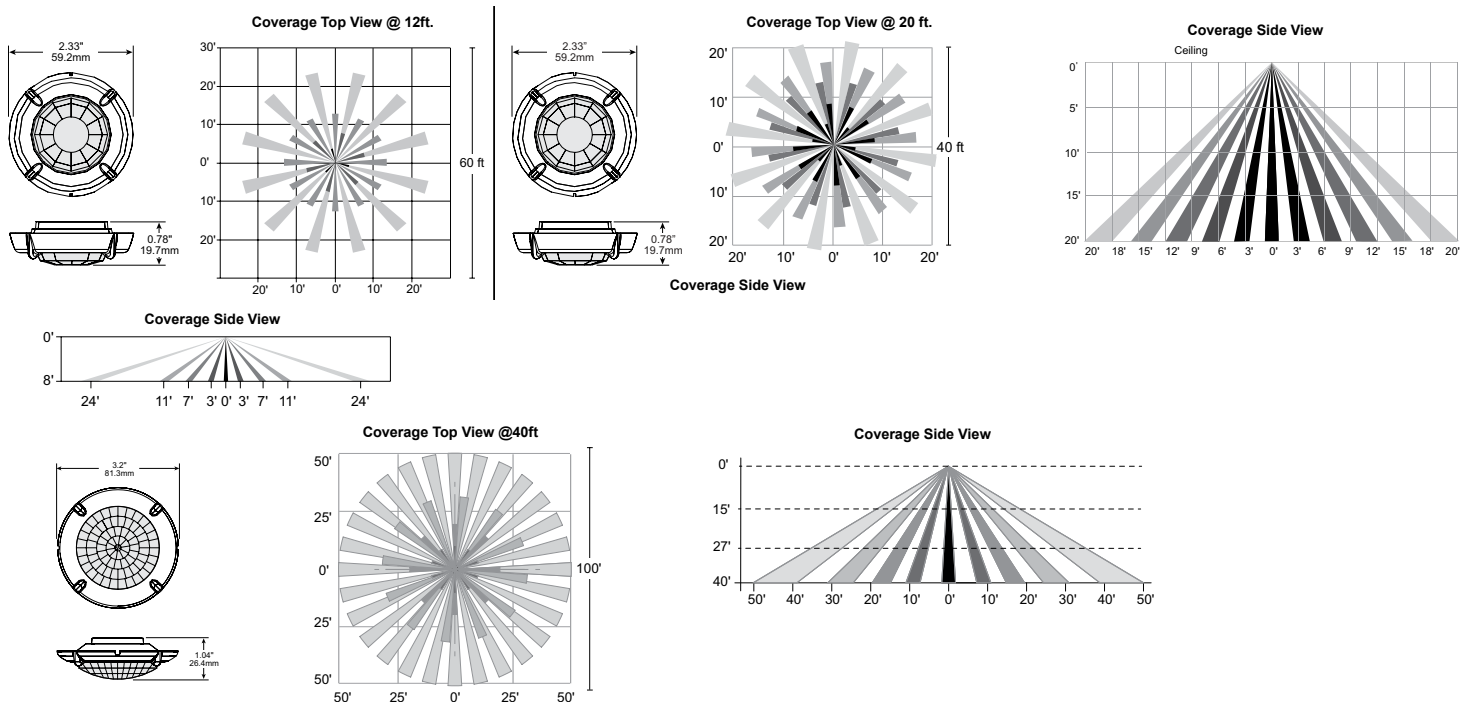 Coverage Top View @ 12ft.
2.33"
59.2mm
30'
20'
10'
0'
10'
20'
60 ft
20' 10' 0' 10' 20'
0.78"
19.7mm
Coverage Top View @ 20 ft.
2.33"
59.2mm
20'
10'
0'
10'
20'
40 ft
20' 10' 0' 10' 20'
0.78"
19.7mm
Coverage Side View
Coverage Side View
Ceiling
0'
5'
10'
15'
20'
20' 18' 15' 12' 9' 6' 3' 0' 3' 6' 9' 12' 15' 18' 20'
Coverage Side View
0'
8'
24' 11' 7' 3' 0' 3' 7' 11' 24'
3.2"
81.3mm
1.04"
26.4mm
Coverage Top View @40ft
50'
25'
0'
25'
50'
100'
50' 25' 0' 25' 50'
Coverage Side View
0'
15'
27'
40'
50' 40' 30' 20' 10' 0' 10' 20' 30' 40' 50'